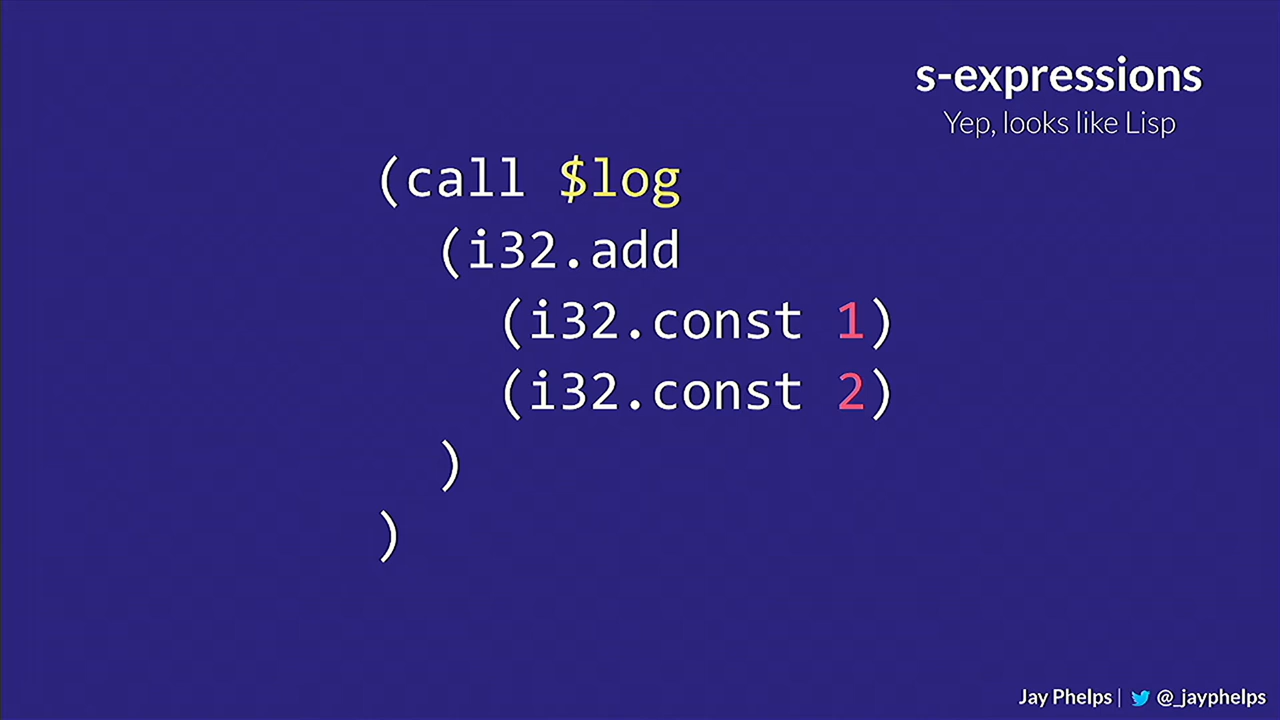 s-expressions
Yep, looks like Lisp
(call $log
(i32.add
(i32.const 1)
(i32.const 2)
)
)
Jay Phelps | @_jayphelps